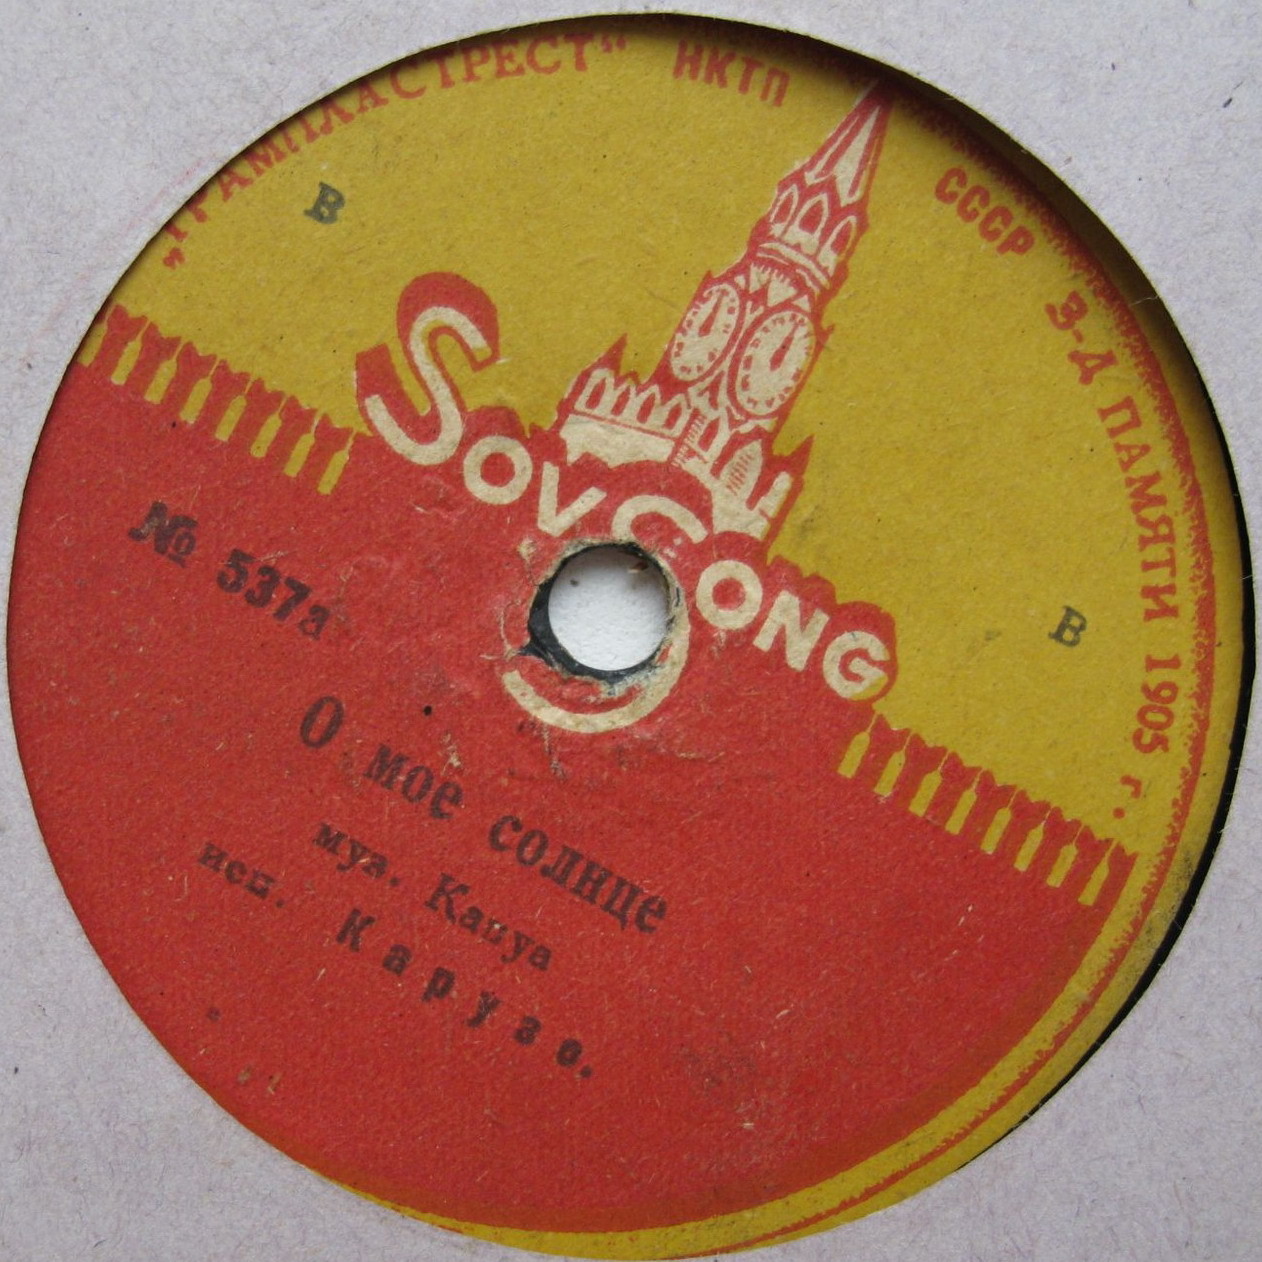 „ГРАМПЛАСТРЕСТ“ НКТП СССР З-Д ПАМЯТИ 1905 г.
В
В
SOVSONG
№ 537а
О мое солнце
муз. Капуа
исп. Карузо.